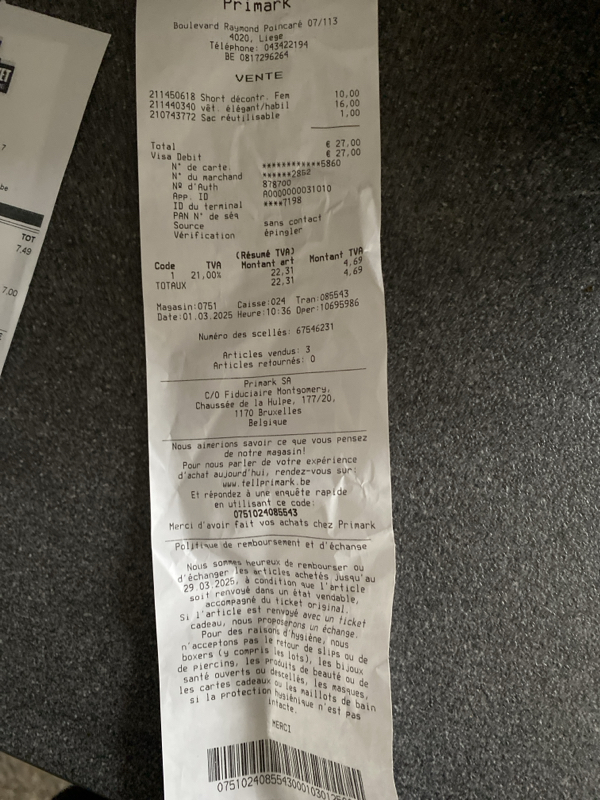 Primark
Boulevard Raymond Poincaré 07/113
4020, Liege
Téléphone: 043422194
BE 0817296264
VENTE
211450618 Short décontr. Fem 10,00
211440340 vêt. élégant/habil 16,00
210743772 Sac réutilisable 1,00
Total € 27,00
Visa Debit € 27,00
N° de carte: ************5860
N° du marchand ******2852
Nº d'Auth 878700
App. ID A0000000031010
ID du terminal ****7198
PAN N° de séq
Source sans contact
Vérification épingler
(Résumé TVA)
Code TVA Montant art Montant TVA
1 21,00% 22,31 4,69
TOTAUX 22,31 4,69
Magasin:0751 Caisse:024 Tran:085543
Date:01.03.2025 Heure:10:36 Oper:10695986
Numéro des scellés: 67546231
Articles vendus: 3
Articles retournés: 0
Primark SA
C/O Fiduciaire Montgomery,
Chaussée de la Hulpe, 177/20,
1170 Bruxelles
Belgique
Nous aimerions savoir ce que vous pensez
de notre magasin!
Pour nous parler de votre expérience
d'achat aujourd'hui, rendez-vous sur:
www.tellprimark.be
Et répondez à une enquête rapide
en utilisant ce code:
0751024085543
Merci d'avoir fait vos achats chez Primark
Politique de remboursement et d'échange
Nous sommes heureux de rembourser ou
d'échanger les articles achetés jusqu'au
29.03.2025, à condition que l'article
soit renvoyé dans un état vendable,
accompagné du ticket original.
Si l'article est renvoyé avec un ticket
cadeau, nous proposerons un échange.
Pour des raisons d'hygiène, nous
n'acceptons pas le retour de slips ou de
boxers (y compris les lots), les bijoux
de piercing, les produits de beauté ou de
santé ouverts ou descellés, les masques,
les cartes cadeaux ou les maillots de bain
si la protection hygiénique n'est pas
intacte.
MERCI
TOT
7,49
7,00